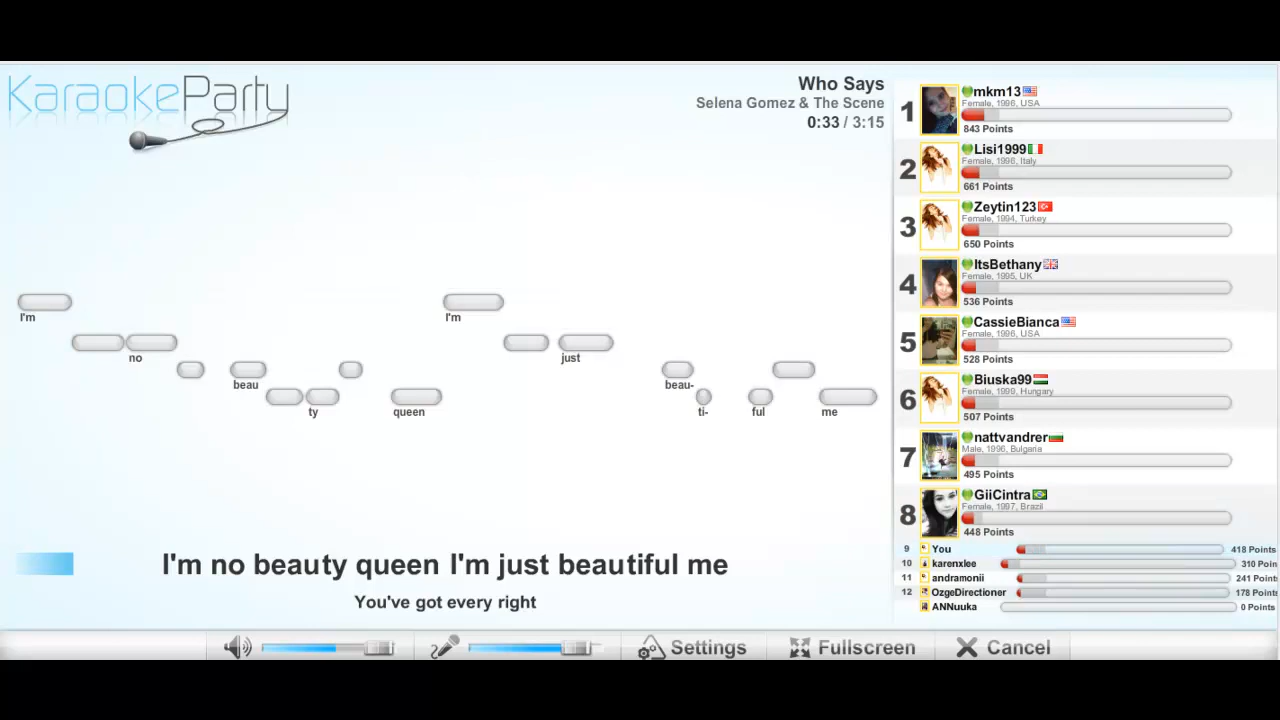 KaraokeParty
Who Says
Selena Gomez & The Scene
0:33 / 3:15
I'm
no
beau
ty
queen
I'm
just
beau-
ti-
ful
me
I'm no beauty queen I'm just beautiful me
You've got every right
1
mkm13
Female, 1996, USA
843 Points
2
Lisi1999
Female, 1996, Italy
661 Points
3
Zeytin123
Female, 1994, Turkey
650 Points
4
ItsBethany
Female, 1995, UK
536 Points
5
CassieBianca
Female, 1996, USA
528 Points
6
Biuska99
Female, 1999, Hungary
507 Points
7
nattvandrer
Male, 1996, Bulgaria
495 Points
8
GiiCintra
Female, 1997, Brazil
448 Points
9 You 418 Points
10 karenxlee 310 Poin
11 andramonii 241 Points
12 OzgeDirectioner 178 Points
ANNuuka 0 Points
Settings Fullscreen Cancel